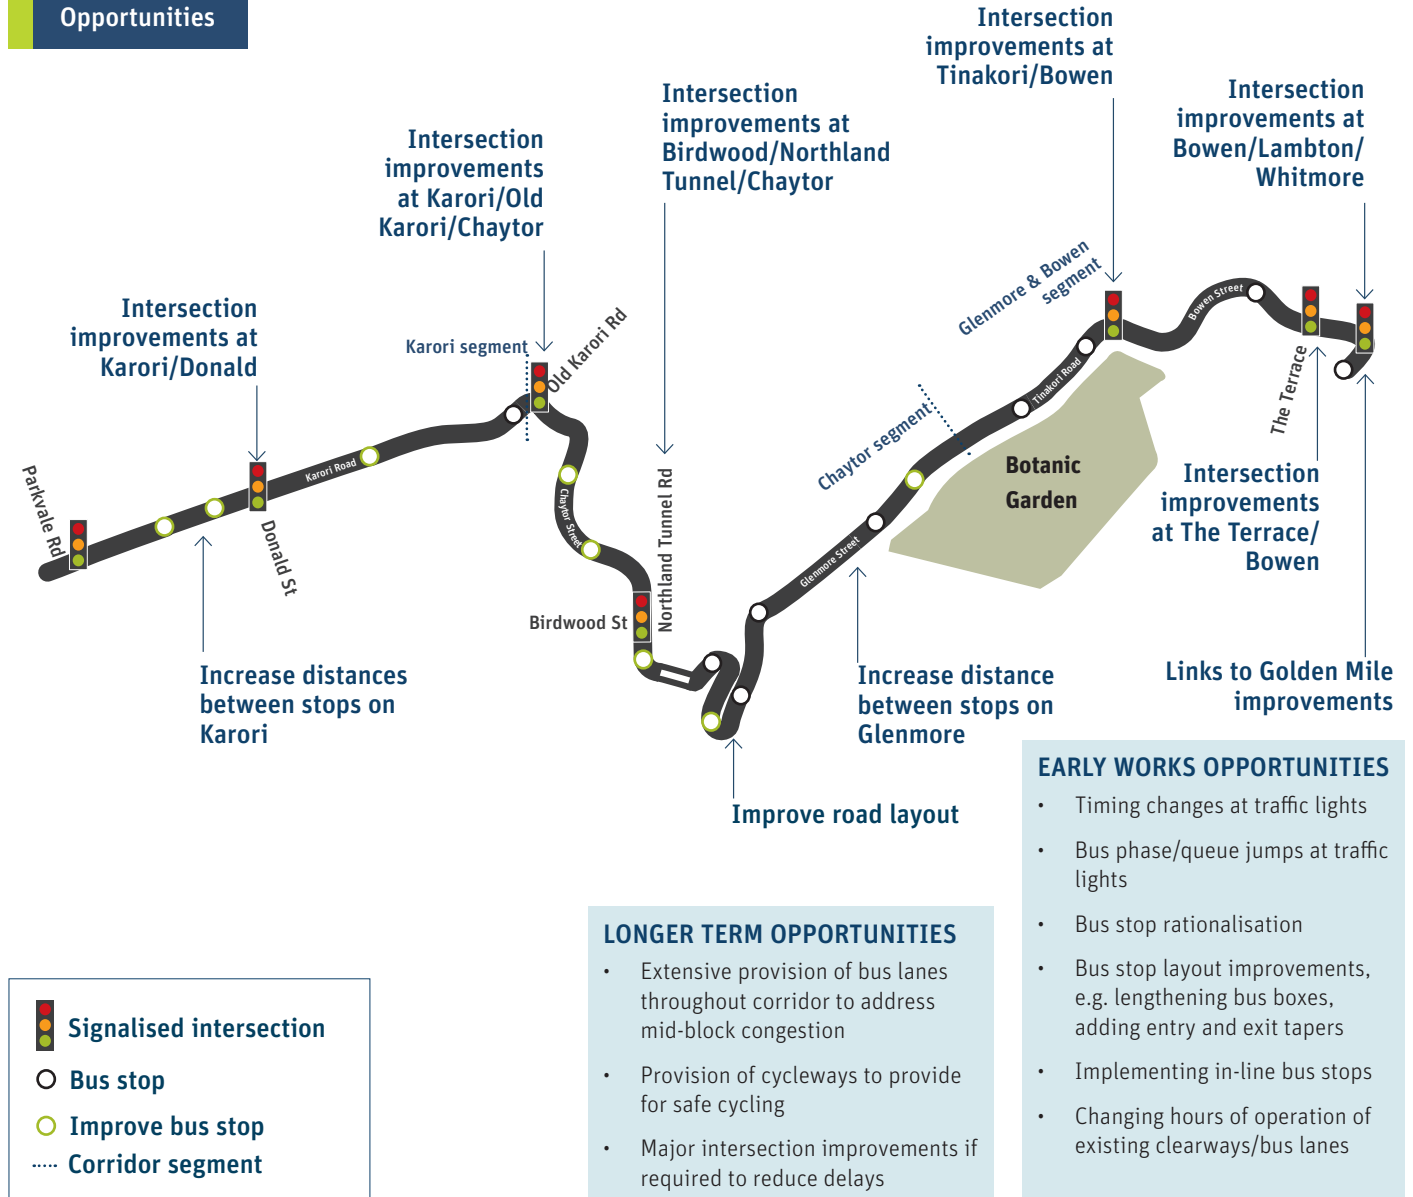 Opportunities
Intersection
improvements at
Tinakori/Bowen
Intersection
improvements at
Bowen/Lambton/
Whitmore
Intersection
improvements at
Birdwood/Northland
Tunnel/Chaytor
Intersection
improvements
at Karori/Old
Karori/Chaytor
Intersection
improvements at
Karori/Donald
Glenmore & Bowen
segment
Karori segment
Old Karori Rd
Bowen Street
The Terrace
Tinakori Road
Chaytor segment
Botanic
Garden
Karori Road
Parkvale Rd
Donald St
Chaytor Street
Northland Tunnel Rd
Birdwood St
Glenmore Street
Intersection
improvements
at The Terrace/
Bowen
Increase distances
between stops on
Karori
Increase distance
between stops on
Glenmore
Links to Golden Mile
improvements
Improve road layout
EARLY WORKS OPPORTUNITIES
• Timing changes at traffic lights
• Bus phase/queue jumps at traffic
lights
• Bus stop rationalisation
• Bus stop layout improvements,
e.g. lengthening bus boxes,
adding entry and exit tapers
• Implementing in-line bus stops
• Changing hours of operation of
existing clearways/bus lanes
LONGER TERM OPPORTUNITIES
• Extensive provision of bus lanes
throughout corridor to address
mid-block congestion
• Provision of cycleways to provide
for safe cycling
• Major intersection improvements if
required to reduce delays
Signalised intersection
Bus stop
Improve bus stop
Corridor segment